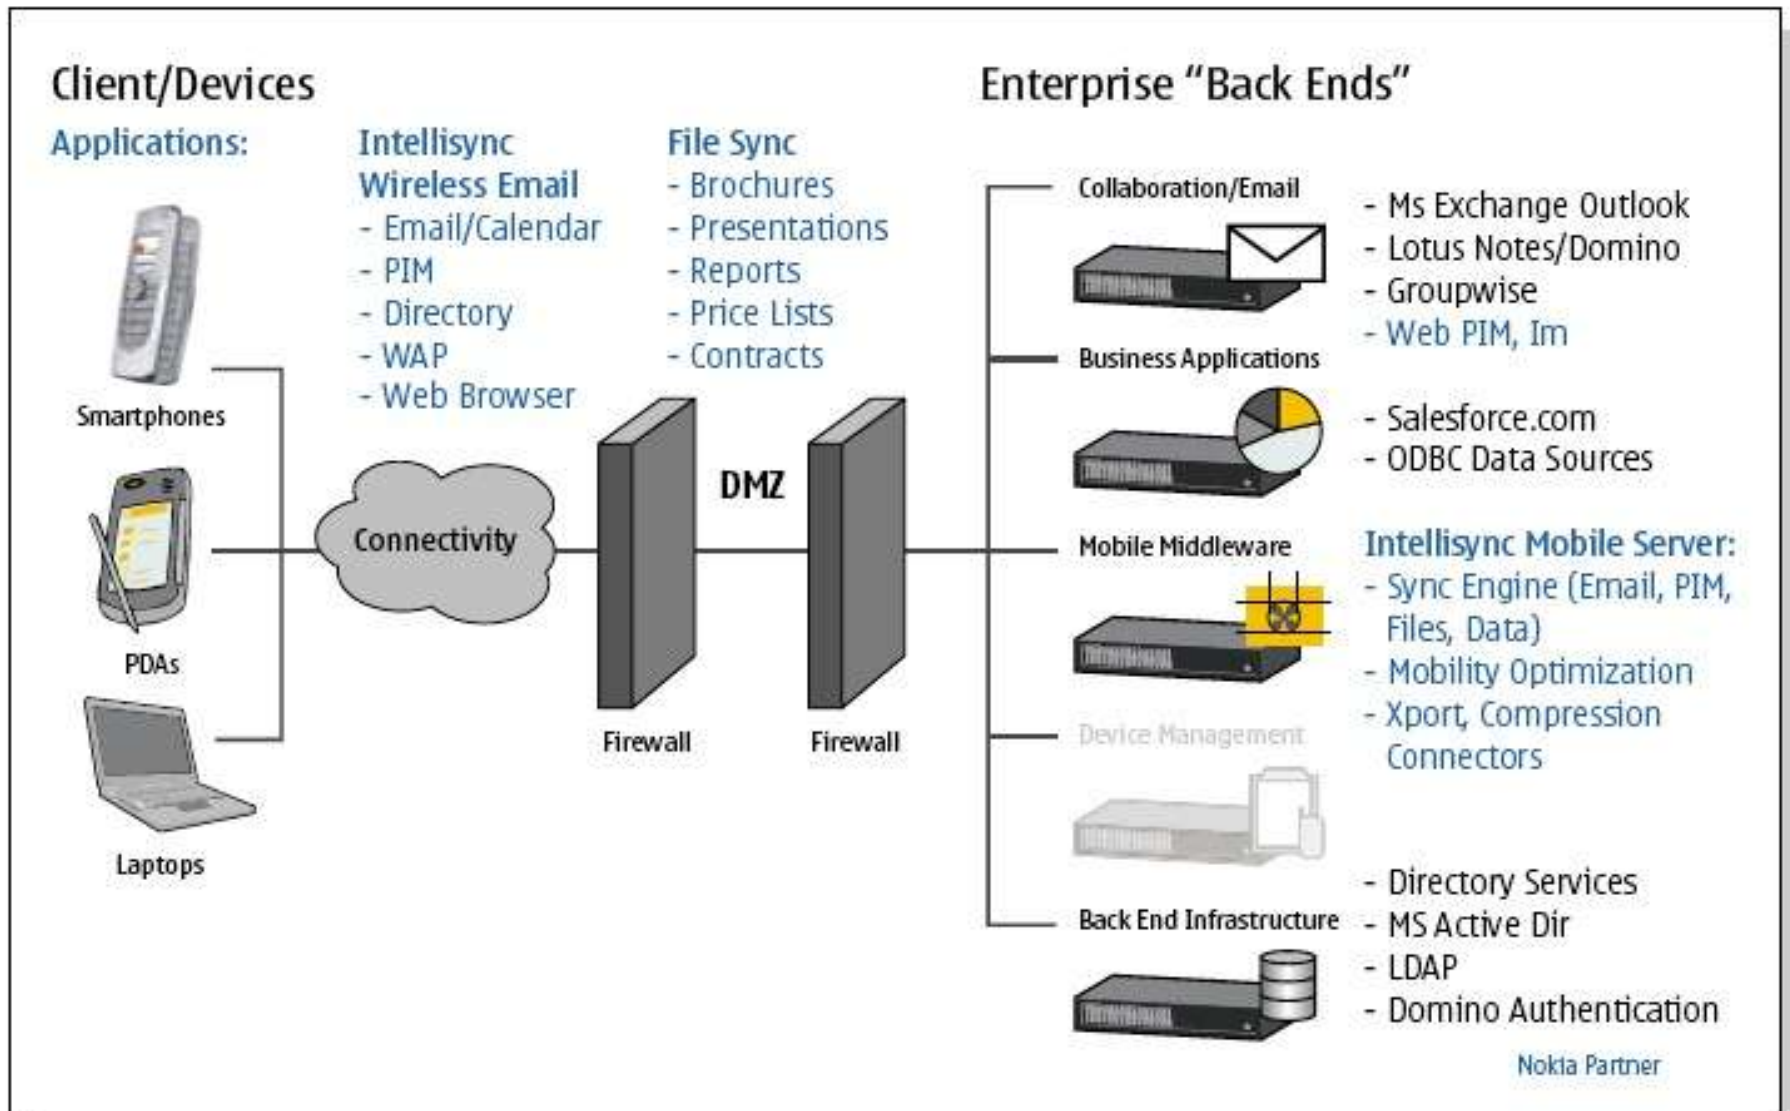 Client/Devices
Applications:
Smartphones
PDAs
Laptops
Intellisync
Wireless Email
- Email/Calendar
- PIM
- Directory
- WAP
- Web Browser
File Sync
- Brochures
- Presentations
- Reports
- Price Lists
- Contracts
Connectivity
DMZ
Firewall
Firewall
Enterprise “Back Ends”
Collaboration/Email
- Ms Exchange Outlook
- Lotus Notes/Domino
- Groupwise
- Web PIM, Im
Business Applications
- Salesforce.com
- ODBC Data Sources
Mobile Middleware
Intellisync Mobile Server:
- Sync Engine (Email, PIM,
Files, Data)
- Mobility Optimization
- Xport, Compression
Connectors
Device Management
Back End Infrastructure
- Directory Services
- MS Active Dir
- LDAP
- Domino Authentication
Nokia Partner